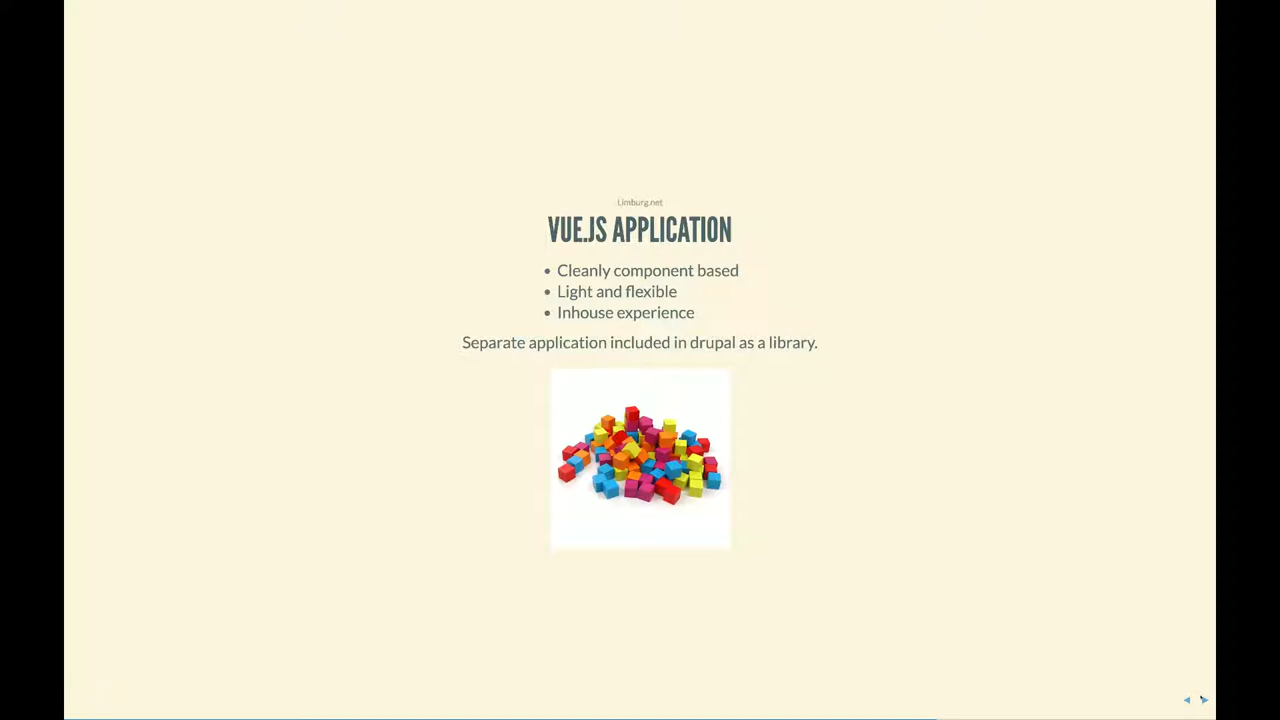 Limburg.net
VUE.JS APPLICATION
• Cleanly component based
• Light and flexible
• Inhouse experience
Separate application included in drupal as a library.